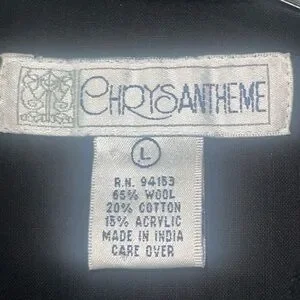 CHRYSANTHEME
L
R.N. 94153
65% WOOL
20% COTTON
15% ACRYLIC
MADE IN INDIA
CARE OVER